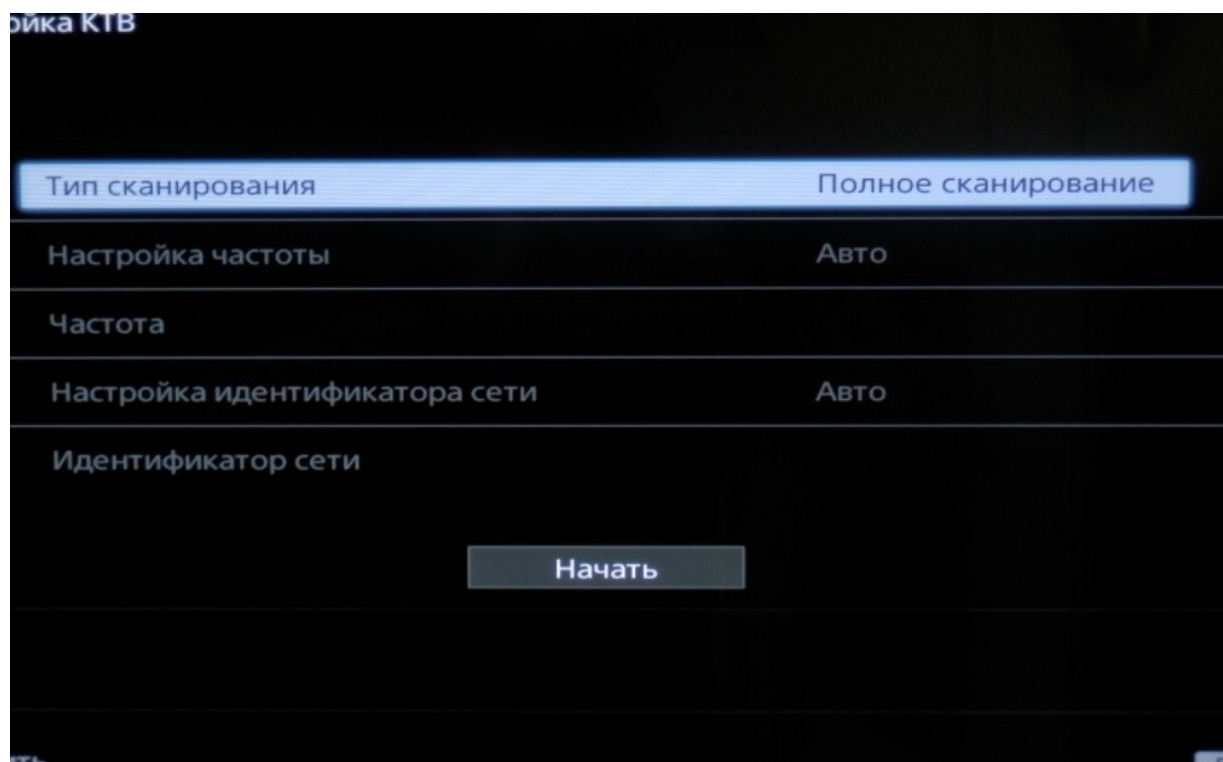 ойка КТВ
Тип сканирования Полное сканирование
Настройка частоты Авто
Частота
Настройка идентификатора сети Авто
Идентификатор сети
Начать